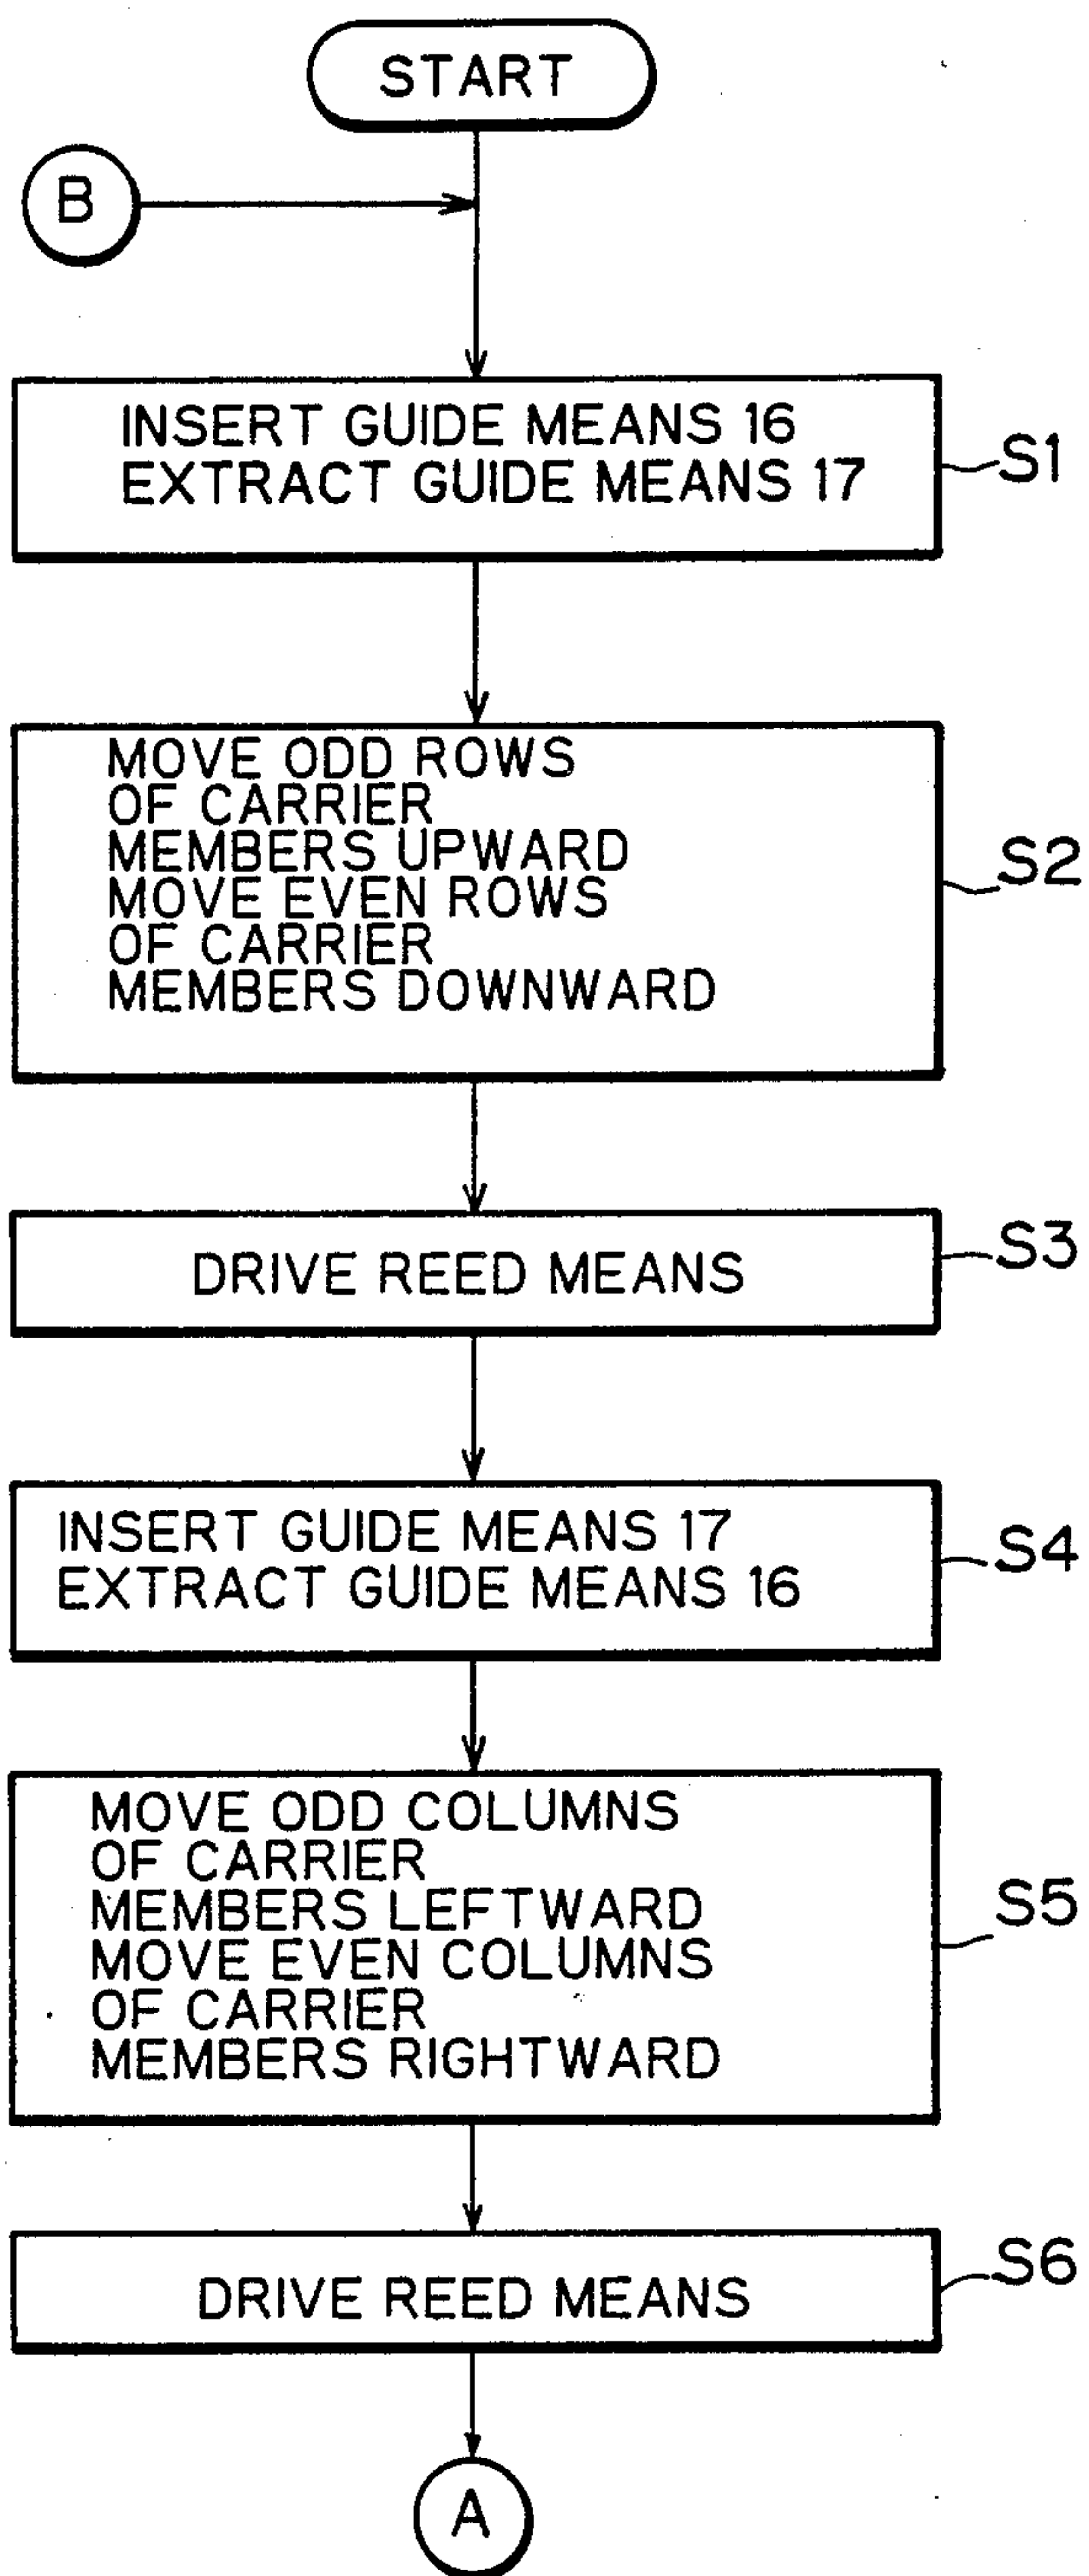 START
B
INSERT GUIDE MEANS 16
EXTRACT GUIDE MEANS 17
S1
MOVE ODD ROWS
OF CARRIER
MEMBERS UPWARD
MOVE EVEN ROWS
OF CARRIER
MEMBERS DOWNWARD
S2
DRIVE REED MEANS
S3
INSERT GUIDE MEANS 17
EXTRACT GUIDE MEANS 16
S4
MOVE ODD COLUMNS
OF CARRIER
MEMBERS LEFTWARD
MOVE EVEN COLUMNS
OF CARRIER
MEMBERS RIGHTWARD
S5
DRIVE REED MEANS
S6
A